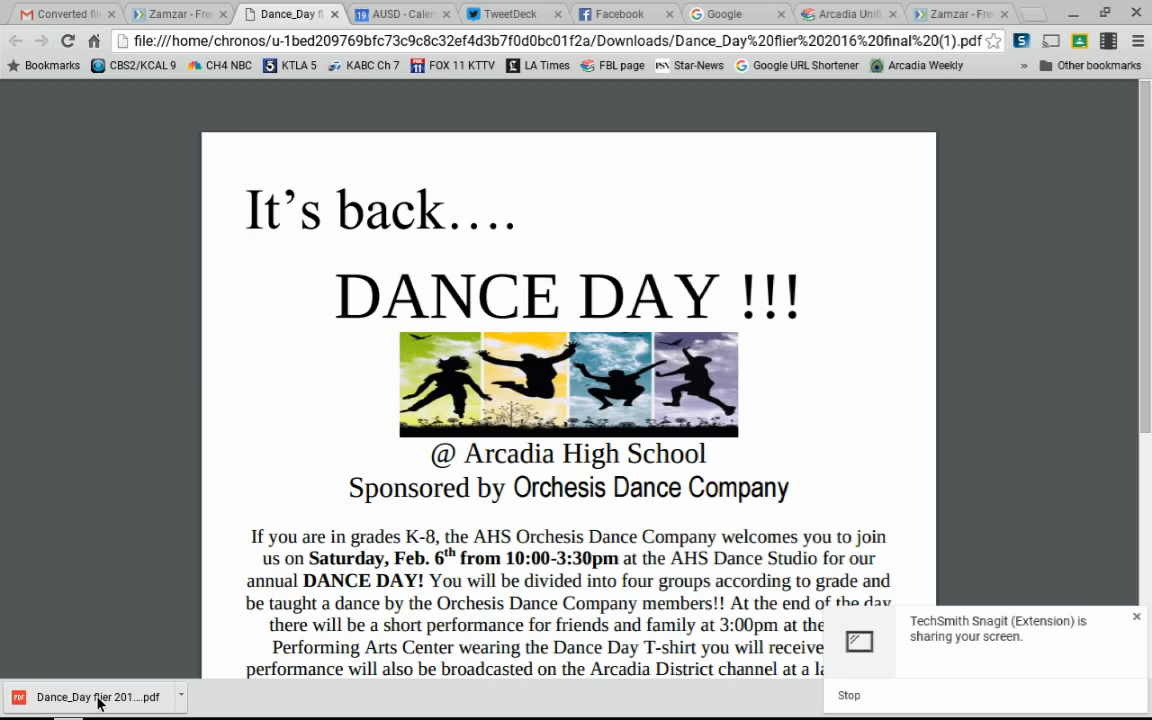 Converted fil
Zamzar - Free
Dance_Day fl
AUSD - Calen
TweetDeck
Facebook
Google
Arcadia Unifi
Zamzar - Free
file:///home/chronos/u-1bed209769bfc73c9c8c32ef4d3b7f0d0bc01f2a/Downloads/Dance_Day%20flier%202016%20final%20(1).pdf
Bookmarks
CBS2/KCAL 9
CH4 NBC
KTLA 5
KABC Ch 7
FOX 11 KTTV
LA Times
FBL page
Star-News
Google URL Shortener
Arcadia Weekly
»
Other bookmarks
It's back....
DANCE DAY !!!
@ Arcadia High School
Sponsored by Orchesis Dance Company
If you are in grades K-8, the AHS Orchesis Dance Company welcomes you to join
us on Saturday, Feb. 6th from 10:00-3:30pm at the AHS Dance Studio for our
annual DANCE DAY! You will be divided into four groups according to grade and
be taught a dance by the Orchesis Dance Company members!! At the end of the day
there will be a short performance for friends and family at 3:00pm at the
Performing Arts Center wearing the Dance Day T-shirt you will receive
performance will also be broadcasted on the Arcadia District channel at a la
TechSmith Snagit (Extension) is
sharing your screen.
Stop
Dance_Day flier 201....pdf